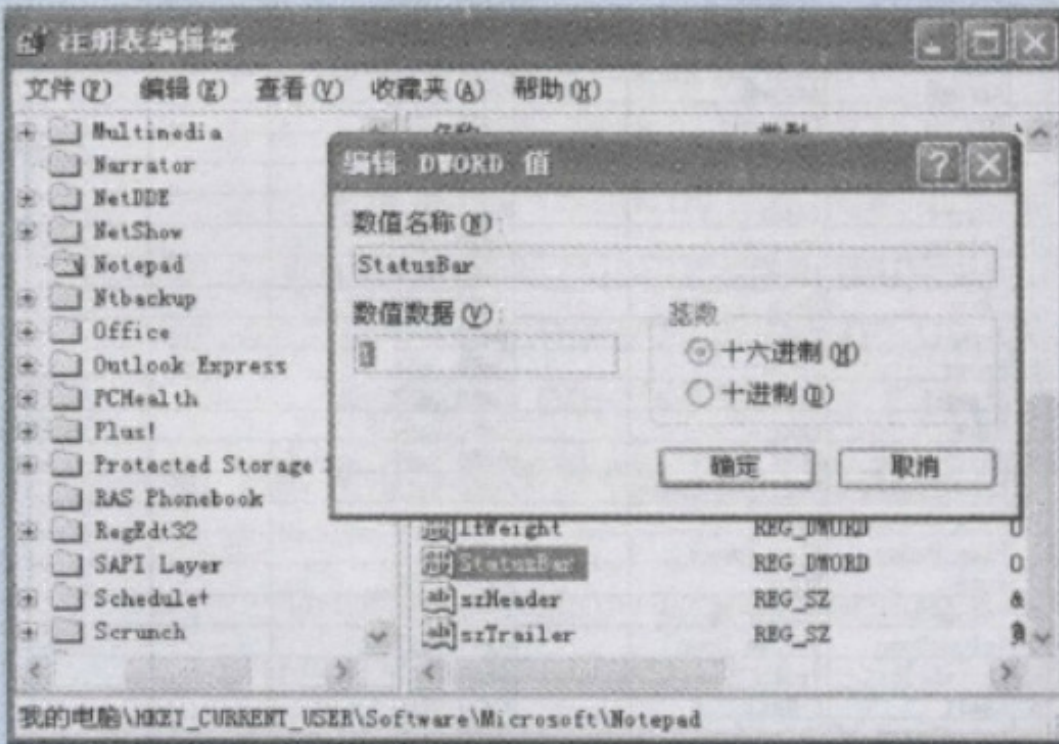 注册表编辑器
文件(F) 编辑(E) 查看(V) 收藏夹(A) 帮助(H)
Multimedia
Narrator
NetDDE
NetShow
Notepad
Ntbackup
Office
Outlook Express
PCHealth
Plus!
Protected Storage
RAS Phonebook
RegEdt32
SAPI Layer
Schedule+
Scrunch
名称 类型
编辑 DWORD 值
数值名称(N):
StatusBar
数值数据(V):
基数
十六进制(H)
十进制(D)
确定 取消
lfWeight REG_DWORD 0
StatusBar REG_DWORD 0
szHeader REG_SZ &
szTrailer REG_SZ
我的电脑\HKEY_CURRENT_USER\Software\Microsoft\Notepad